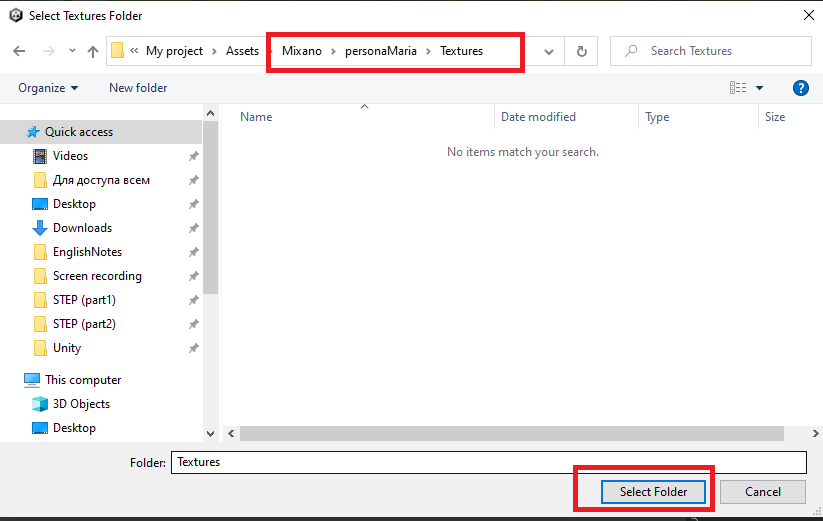 Select Textures Folder
« My project > Assets > Mixano > personaMaria > Textures
Search Textures
Organize
New folder
?
Name
Date modified
Type
Size
No items match your search.
Quick access
Videos
Для доступа всем
Desktop
Downloads
EnglishNotes
Screen recording
STEP (part1)
STEP (part2)
Unity
This computer
3D Objects
Desktop
Folder: Textures
Select Folder
Cancel